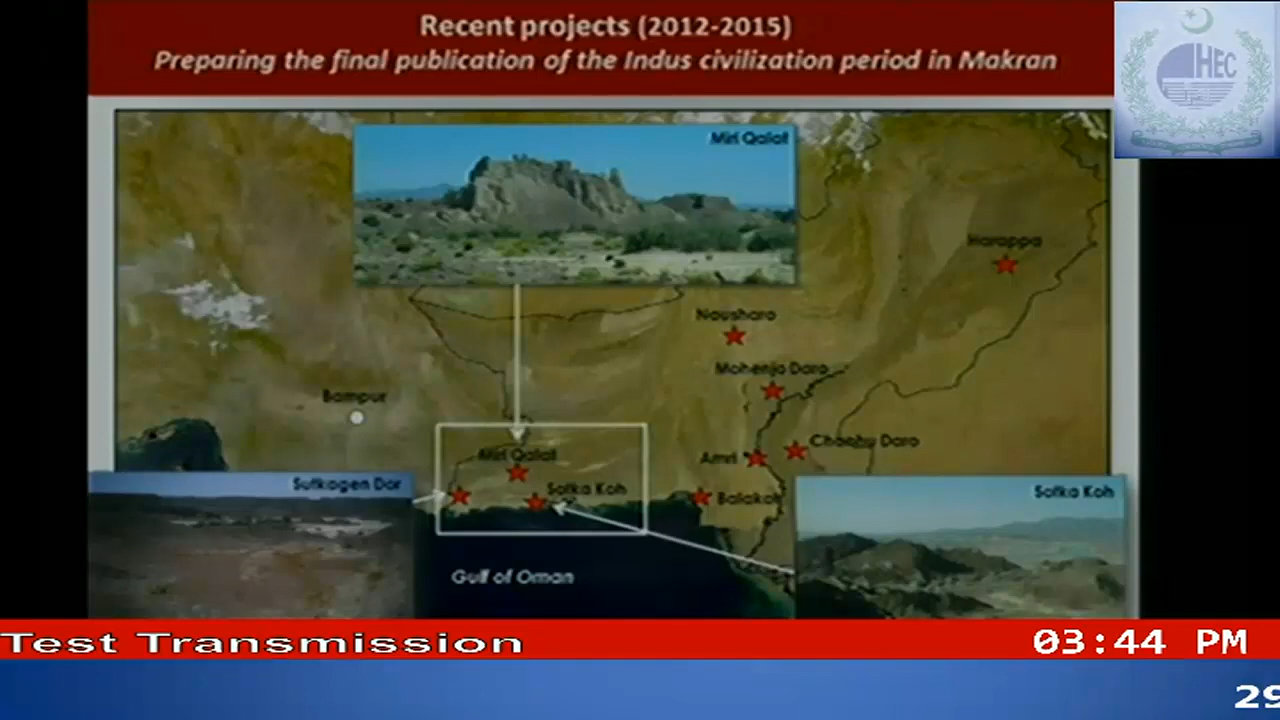 Recent projects (2012-2015)
Preparing the final publication of the Indus civilization period in Makran
HEC
Miri Qalat
Harappa
Nausharo
Mohenjo Daro
Bampur
Chanhu Daro
Miri Qalat
Amri
Sutkagen Dor
Sotka Koh
Balakot
Sotka Koh
Gulf of Oman
Test Transmission
03:44 PM
29